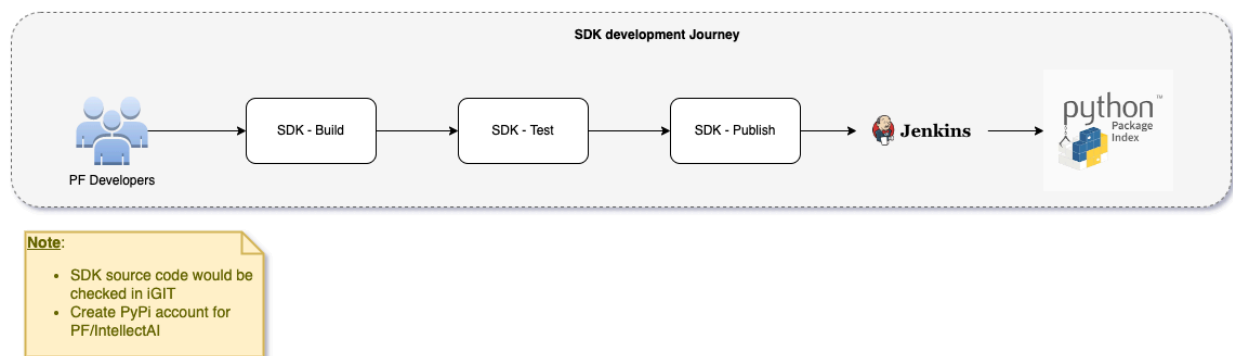 SDK development Journey
PF Developers
SDK - Build
SDK - Test
SDK - Publish
Jenkins
python™
Package
Index
Note:
• SDK source code would be
checked in iGIT
• Create PyPi account for
PF/IntellectAI